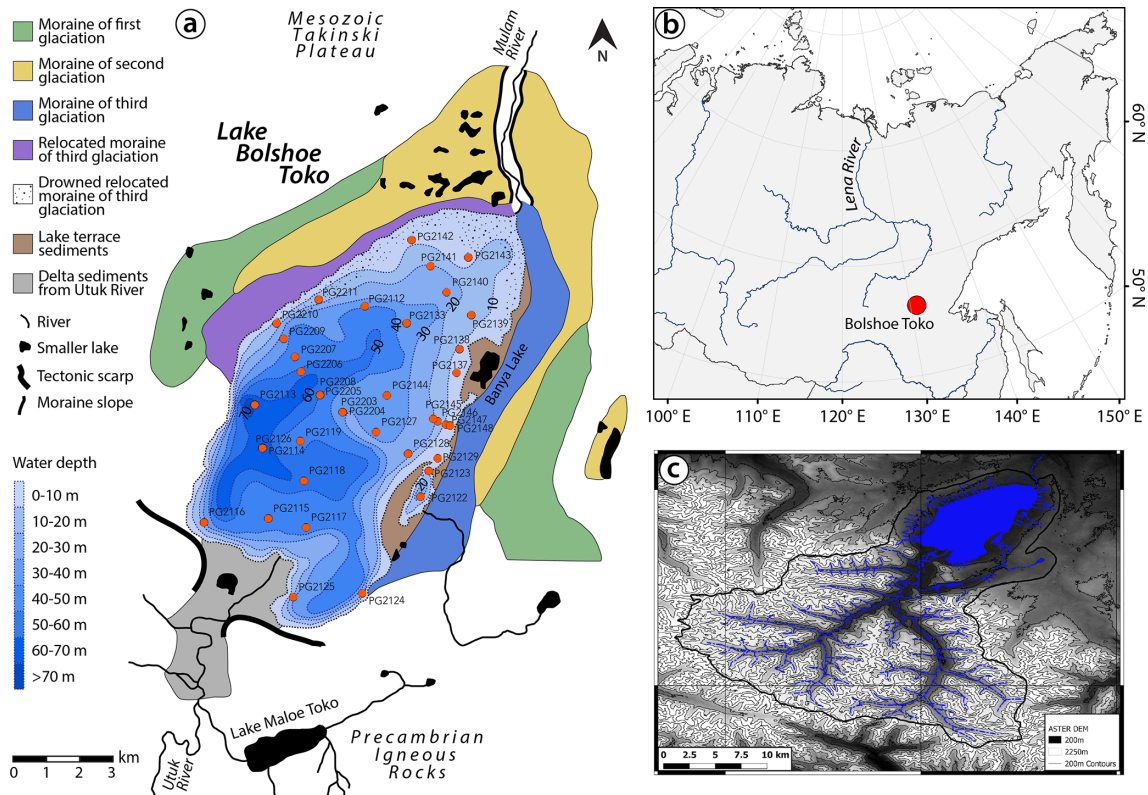 Moraine of first
glaciation
Moraine of second
glaciation
Moraine of third
glaciation
Relocated moraine
of third glaciation
Drowned relocated
moraine of third
glaciation
Lake terrace
sediments
Delta sediments
from Utuk River
River
Smaller lake
Tectonic scarp
Moraine slope
Water depth
0-10 m
10-20 m
20-30 m
30-40 m
40-50 m
50-60 m
60-70 m
>70 m
0 1 2 3 km
a
Mesozoic
Takinski
Plateau
Mulam
River
N
Lake
Bolshoe
Toko
PG2142
PG2143
PG2141
PG2140
PG2211
PG2112
PG2139
PG2210
PG2133
PG2209
PG2138
PG2207
PG2137
PG2206
PG2208
PG2205
PG2144
PG2113
PG2203
PG2204
PG2145
PG2146
PG2147
PG2148
PG2127
PG2119
PG2126
PG2114
PG2128
PG2129
PG2118
PG2123
PG2122
PG2116
PG2115
PG2117
PG2125
PG2124
10
20
30
40
50
60
70
20
Banya Lake
Lake Maloe Toko
Utuk
River
Precambrian
Igneous
Rocks
b
Lena River
Bolshoe Toko
60° N
50° N
100° E
110° E
120° E
130° E
140° E
150° E
c
0 2.5 5 7.5 10 km
ASTER DEM
200m
2250m
200m Contours